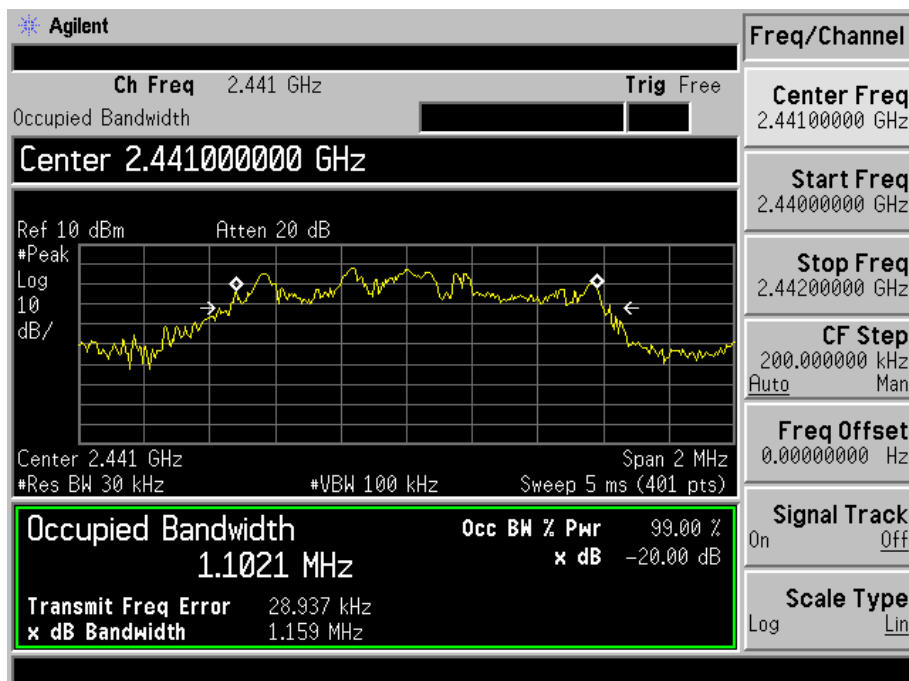 Agilent
Freq/Channel
Ch Freq 2.441 GHz Trig Free
Occupied Bandwidth
Center 2.441000000 GHz
Ref 10 dBm Atten 20 dB
#Peak
Log
10
dB/
Center 2.441 GHz Span 2 MHz
#Res BW 30 kHz #VBW 100 kHz Sweep 5 ms (401 pts)
Occupied Bandwidth
1.1021 MHz
Occ BW % Pwr 99.00 %
x dB -20.00 dB
Transmit Freq Error 28.937 kHz
x dB Bandwidth 1.159 MHz
Center Freq
2.44100000 GHz
Start Freq
2.44000000 GHz
Stop Freq
2.44200000 GHz
CF Step
200.000000 kHz
Auto Man
Freq Offset
0.00000000 Hz
Signal Track
On Off
Scale Type
Log Lin